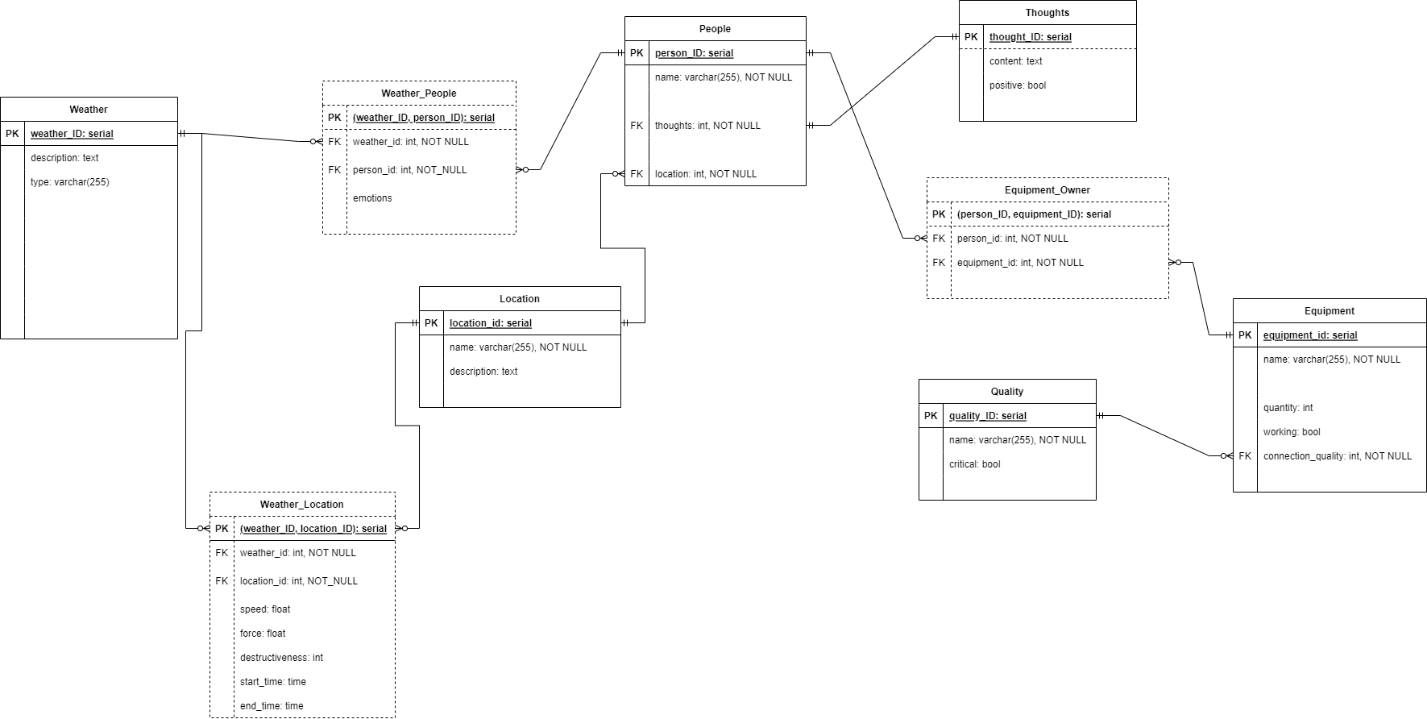 Weather
PK weather_ID: serial
description: text
type: varchar(255)
Weather_People
PK (weather_ID, person_ID): serial
FK weather_id: int, NOT NULL
FK person_id: int, NOT_NULL
emotions
People
PK person_ID: serial
name: varchar(255), NOT NULL
FK thoughts: int, NOT NULL
FK location: int, NOT NULL
Thoughts
PK thought_ID: serial
content: text
positive: bool
Equipment_Owner
PK (person_ID, equipment_ID): serial
FK person_id: int, NOT NULL
FK equipment_id: int, NOT NULL
Location
PK location_id: serial
name: varchar(255), NOT NULL
description: text
Equipment
PK equipment_id: serial
name: varchar(255), NOT NULL
quantity: int
working: bool
FK connection_quality: int, NOT NULL
Quality
PK quality_ID: serial
name: varchar(255), NOT NULL
critical: bool
Weather_Location
PK (weather_ID, location_ID): serial
FK weather_id: int, NOT NULL
FK location_id: int, NOT_NULL
speed: float
force: float
destructiveness: int
start_time: time
end_time: time